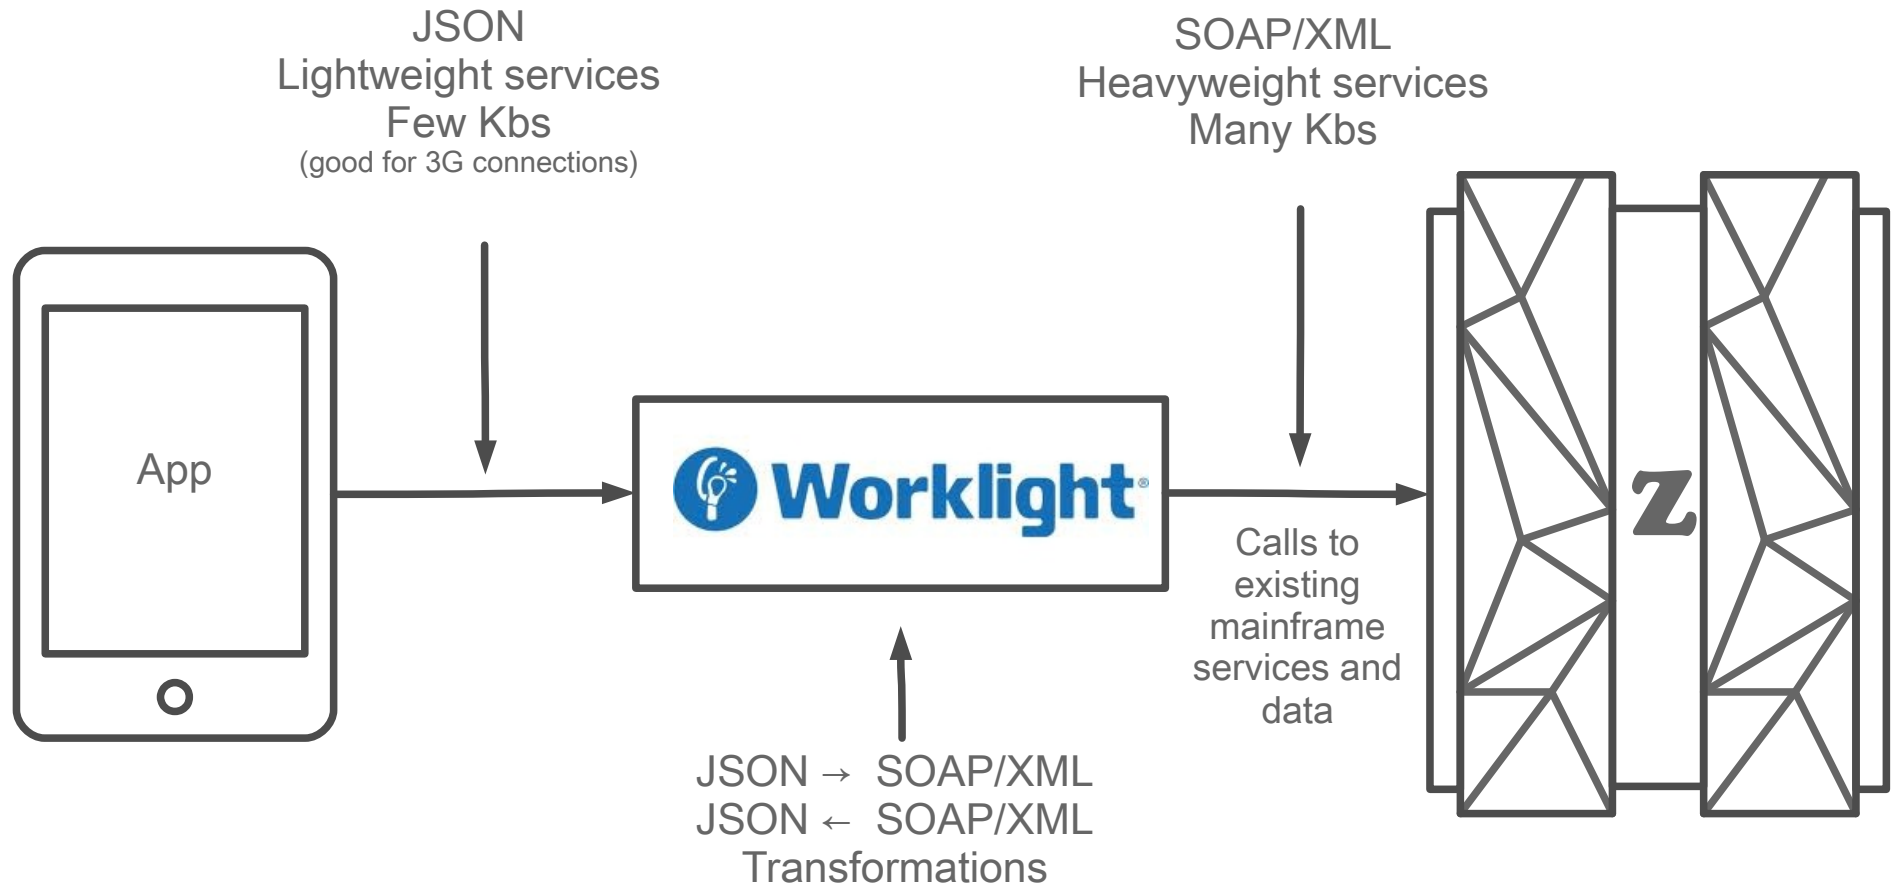 JSON
Lightweight services
Few Kbs
(good for 3G connections)
SOAP/XML
Heavyweight services
Many Kbs
App
Worklight®
z
Calls to
existing
mainframe
services and
data
JSON → SOAP/XML
JSON ← SOAP/XML
Transformations